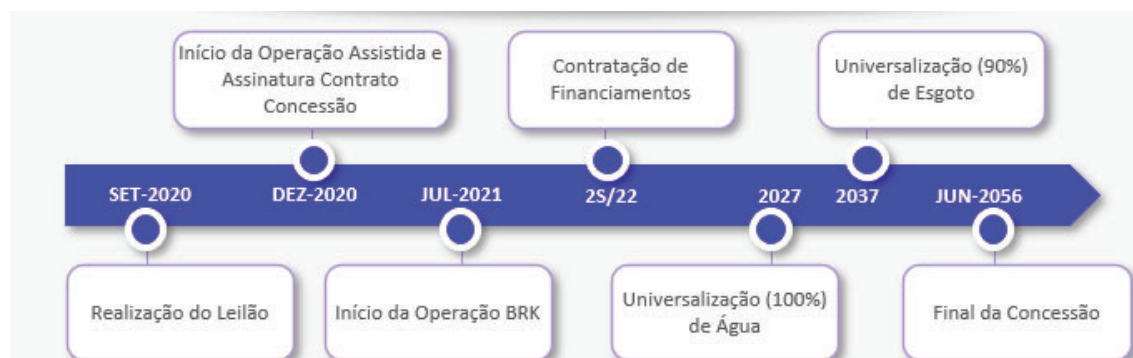 Início da Operação Assistida e
Assinatura Contrato
Concessão
Contratação de
Financiamentos
Universalização (90%)
de Esgoto
SET-2020
DEZ-2020
JUL-2021
2S/22
2027
2037
JUN-2056
Realização do Leilão
Início da Operação BRK
Universalização (100%)
de Água
Final da Concessão